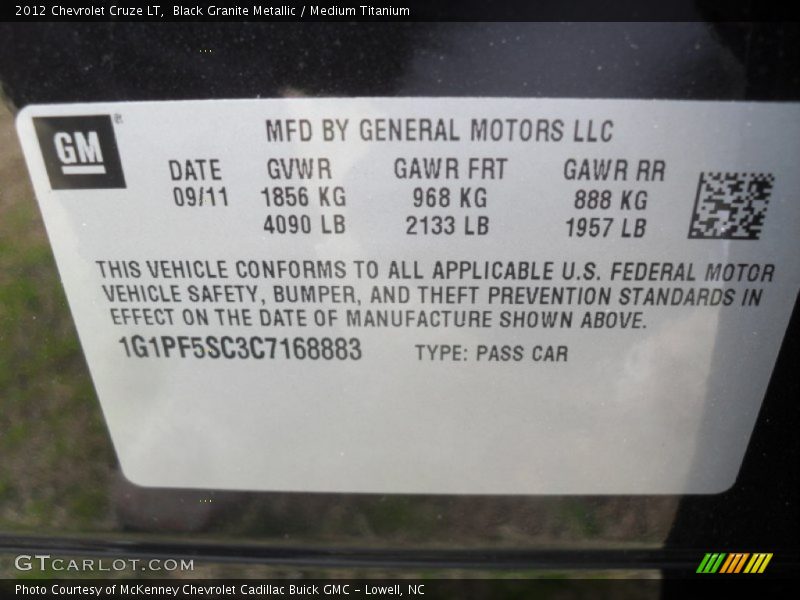 2012 Chevrolet Cruze LT, Black Granite Metallic / Medium Titanium
GM
MFD BY GENERAL MOTORS LLC
DATE GVWR GAWR FRT GAWR RR
09/11 1856 KG 968 KG 888 KG
4090 LB 2133 LB 1957 LB
THIS VEHICLE CONFORMS TO ALL APPLICABLE U.S. FEDERAL MOTOR
VEHICLE SAFETY, BUMPER, AND THEFT PREVENTION STANDARDS IN
EFFECT ON THE DATE OF MANUFACTURE SHOWN ABOVE.
1G1PF5SC3C7168883 TYPE: PASS CAR
GTCARLOT.COM
Photo Courtesy of McKenney Chevrolet Cadillac Buick GMC - Lowell, NC